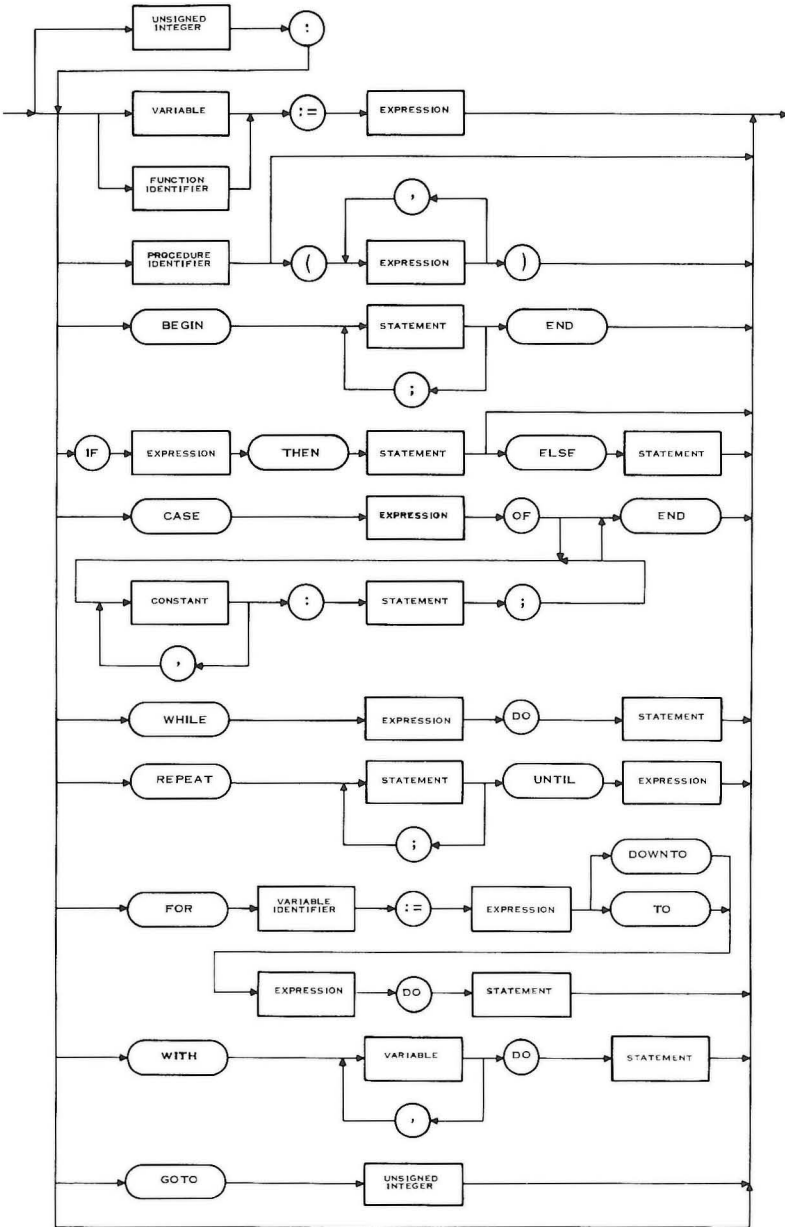 UNSIGNED
INTEGER
:
VARIABLE := EXPRESSION
FUNCTION
IDENTIFIER
,
PROCEDURE
IDENTIFIER
( EXPRESSION )
BEGIN STATEMENT END
;
IF EXPRESSION THEN STATEMENT ELSE STATEMENT
CASE EXPRESSION OF END
CONSTANT : STATEMENT ;
,
WHILE EXPRESSION DO STATEMENT
REPEAT STATEMENT UNTIL EXPRESSION
;
DOWNTO
FOR VARIABLE
IDENTIFIER
:= EXPRESSION TO
EXPRESSION DO STATEMENT
WITH VARIABLE DO STATEMENT
,
GOTO UNSIGNED
INTEGER